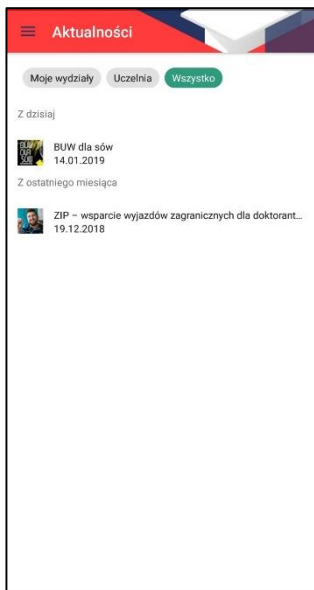 Aktualności
Moje wydziały Uczelnia Wszystko
Z dzisiaj
BUW dla sów
14.01.2019
Z ostatniego miesiąca
ZIP – wsparcie wyjazdów zagranicznych dla doktorant...
19.12.2018